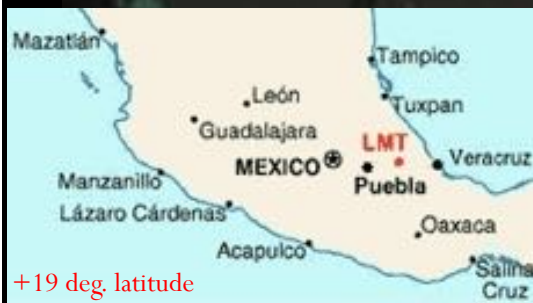 Mazatlán
Tampico
León
Tuxpan
Guadalajara
LMT
MEXICO
Veracruz
Manzanillo
Puebla
Lázaro Cárdenas
Oaxaca
Acapulco
Salina
Cruz
+19 deg. latitude